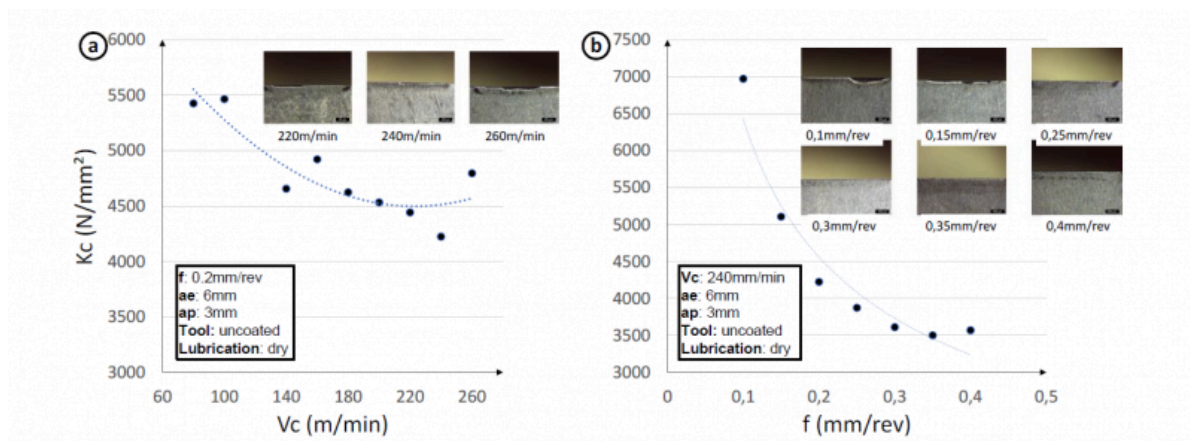 a
6000
5500
5000
4500
4000
3500
3000
Kc (N/mm²)
220m/min
240m/min
260m/min
f: 0.2mm/rev
ae: 6mm
ap: 3mm
Tool: uncoated
Lubrication: dry
60
100
140
180
220
260
Vc (m/min)
b
7500
7000
6500
6000
5500
5000
4500
4000
3500
3000
0,1mm/rev
0,15mm/rev
0,25mm/rev
0,3mm/rev
0,35mm/rev
0,4mm/rev
Vc: 240mm/min
ae: 6mm
ap: 3mm
Tool: uncoated
Lubrication: dry
0
0,1
0,2
0,3
0,4
0,5
f (mm/rev)